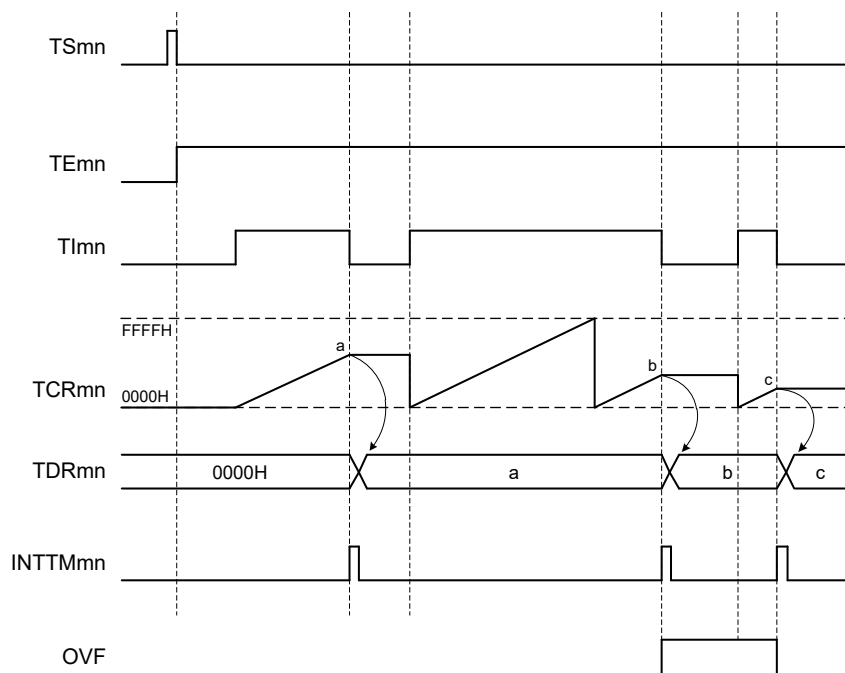 TSmn
TEmn
TImn
FFFFH
a
b
c
TCRmn
0000H
TDRmn
0000H
a
b
c
INTTMmn
OVF